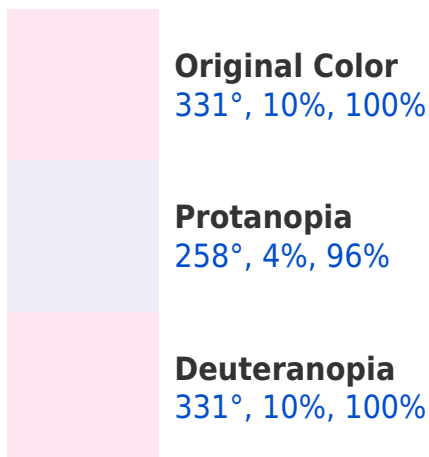 Original Color
331°, 10%, 100%
Protanopia
258°, 4%, 96%
Deuteranopia
331°, 10%, 100%